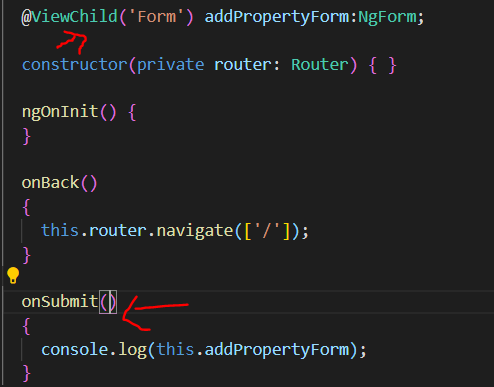 @ViewChild('Form') addPropertyForm:NgForm;
constructor(private router: Router) { }
ngOnInit() {
}
onBack()
{
this.router.navigate(['/']);
}
onSubmit()
{
console.log(this.addPropertyForm);
}